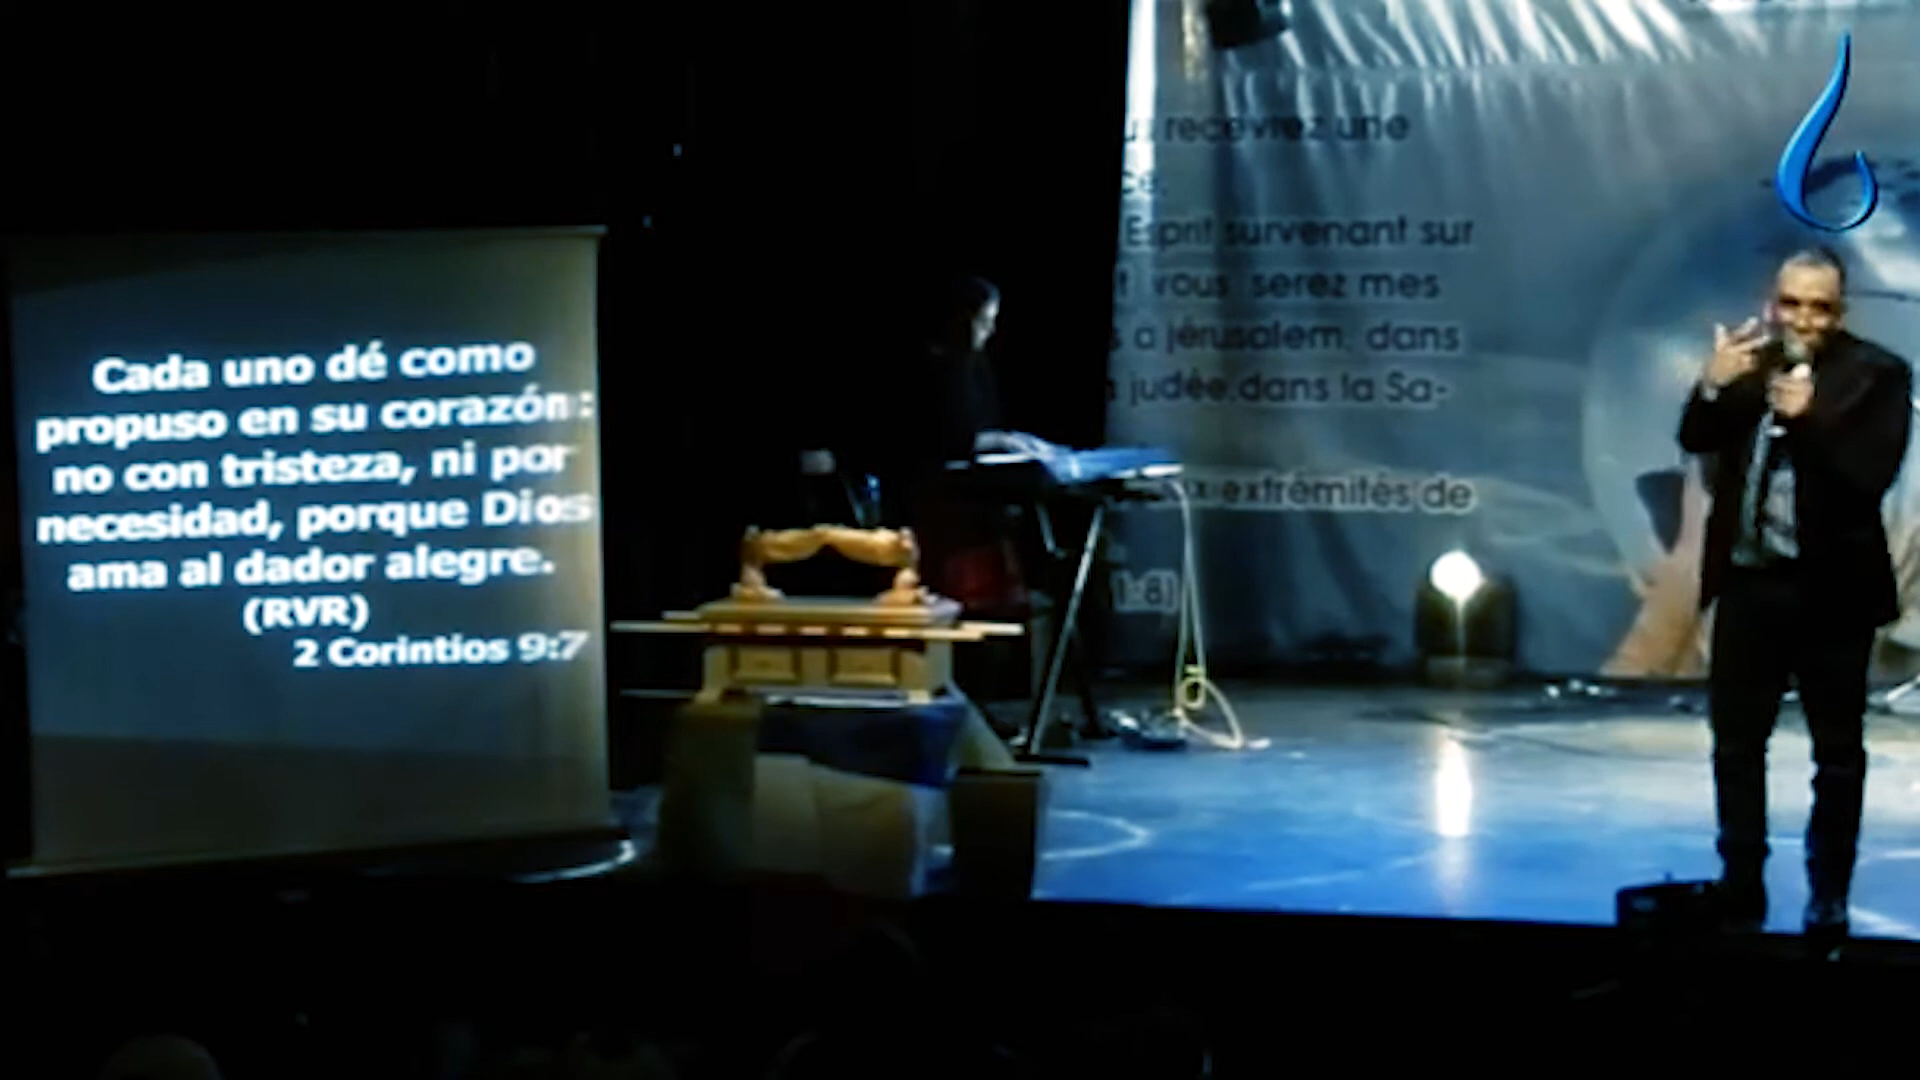 Cada uno dé como
propuso en su corazón:
no con tristeza, ni por
necesidad, porque Dios
ama al dador alegre.
(RVR)
2 Corintios 9:7
recevrez une
Esprit survenant sur
vous serez mes
a jérusalem, dans
judée,dans la Sa-
extrémités de
1:8)